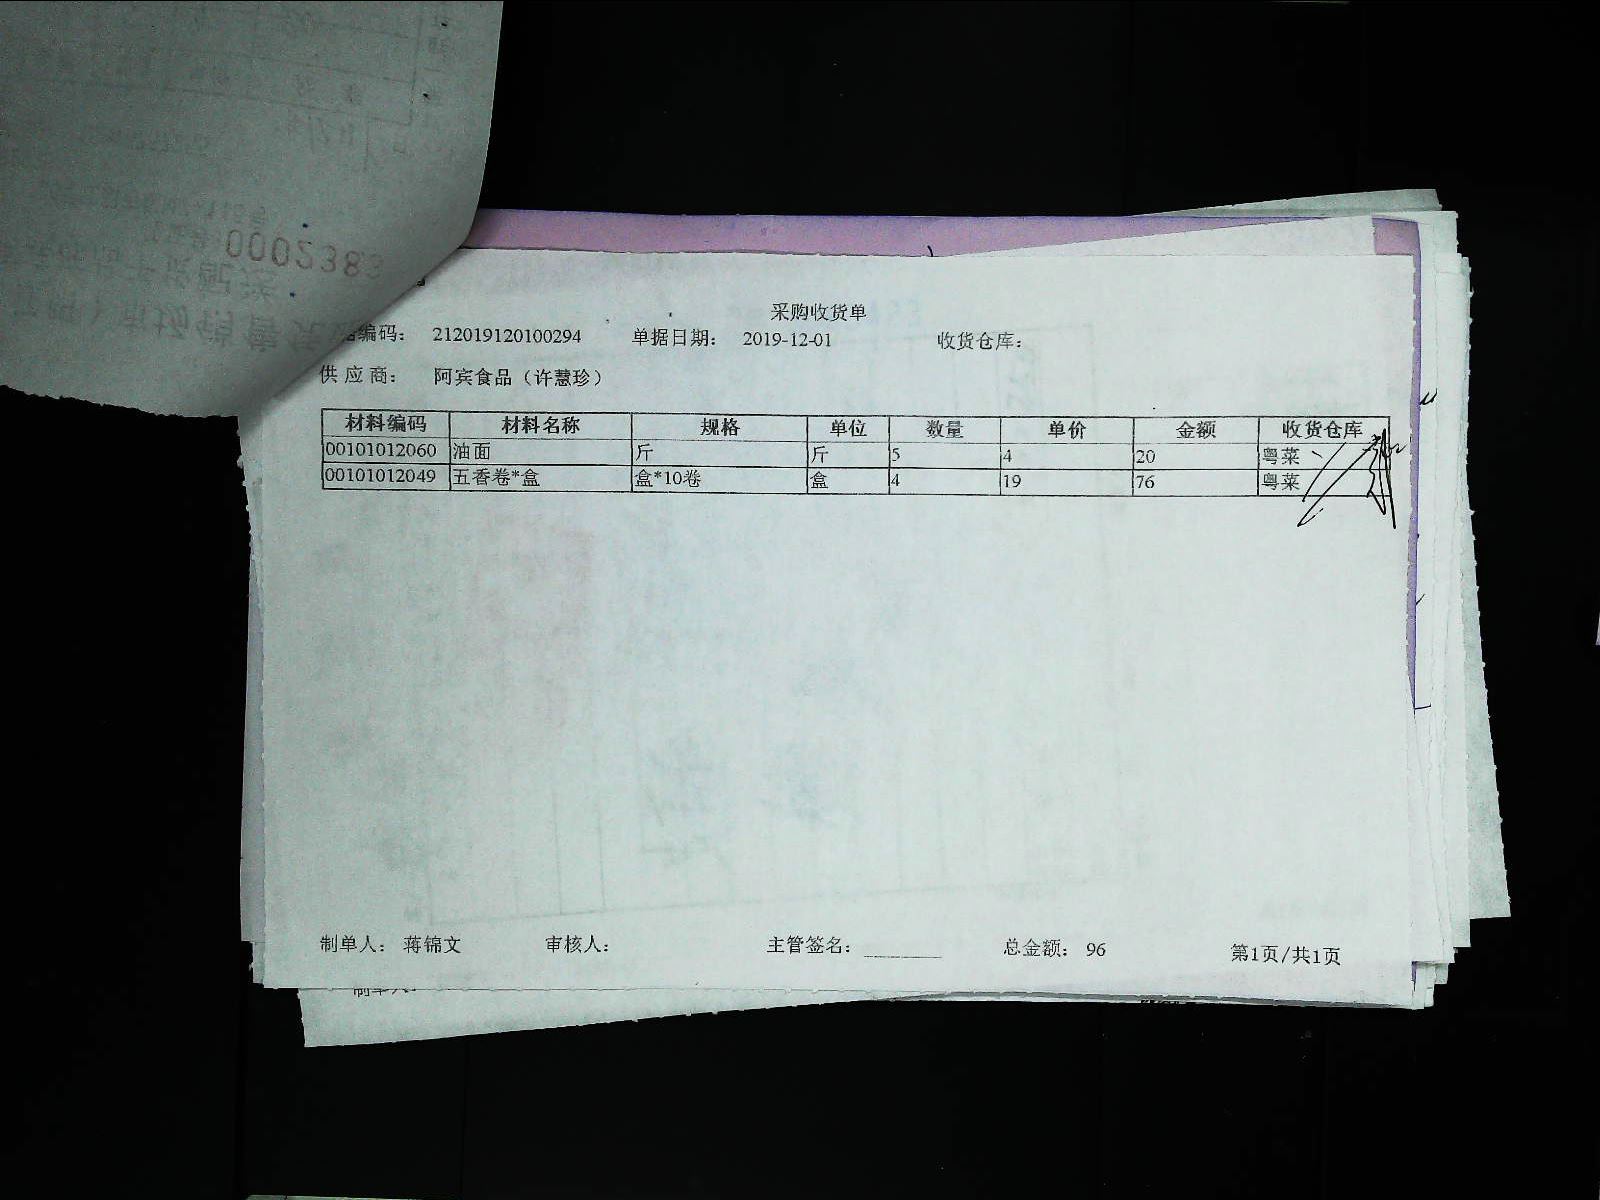 0002383
采购收货单
编码： 212019120100294 单据日期： 2019-12-01 收货仓库：
供应商： 阿宾食品（许慧珍）
材料编码 材料名称 规格 单位 数量 单价 金额 收货仓库
00101012060 油面 斤 斤 5 4 20 粤菜
00101012049 五香卷*盒 盒*10卷 盒 4 19 76 粤菜
制单人： 蒋锦文 审核人： 主管签名： 总金额： 96 第1页/共1页
制单人：